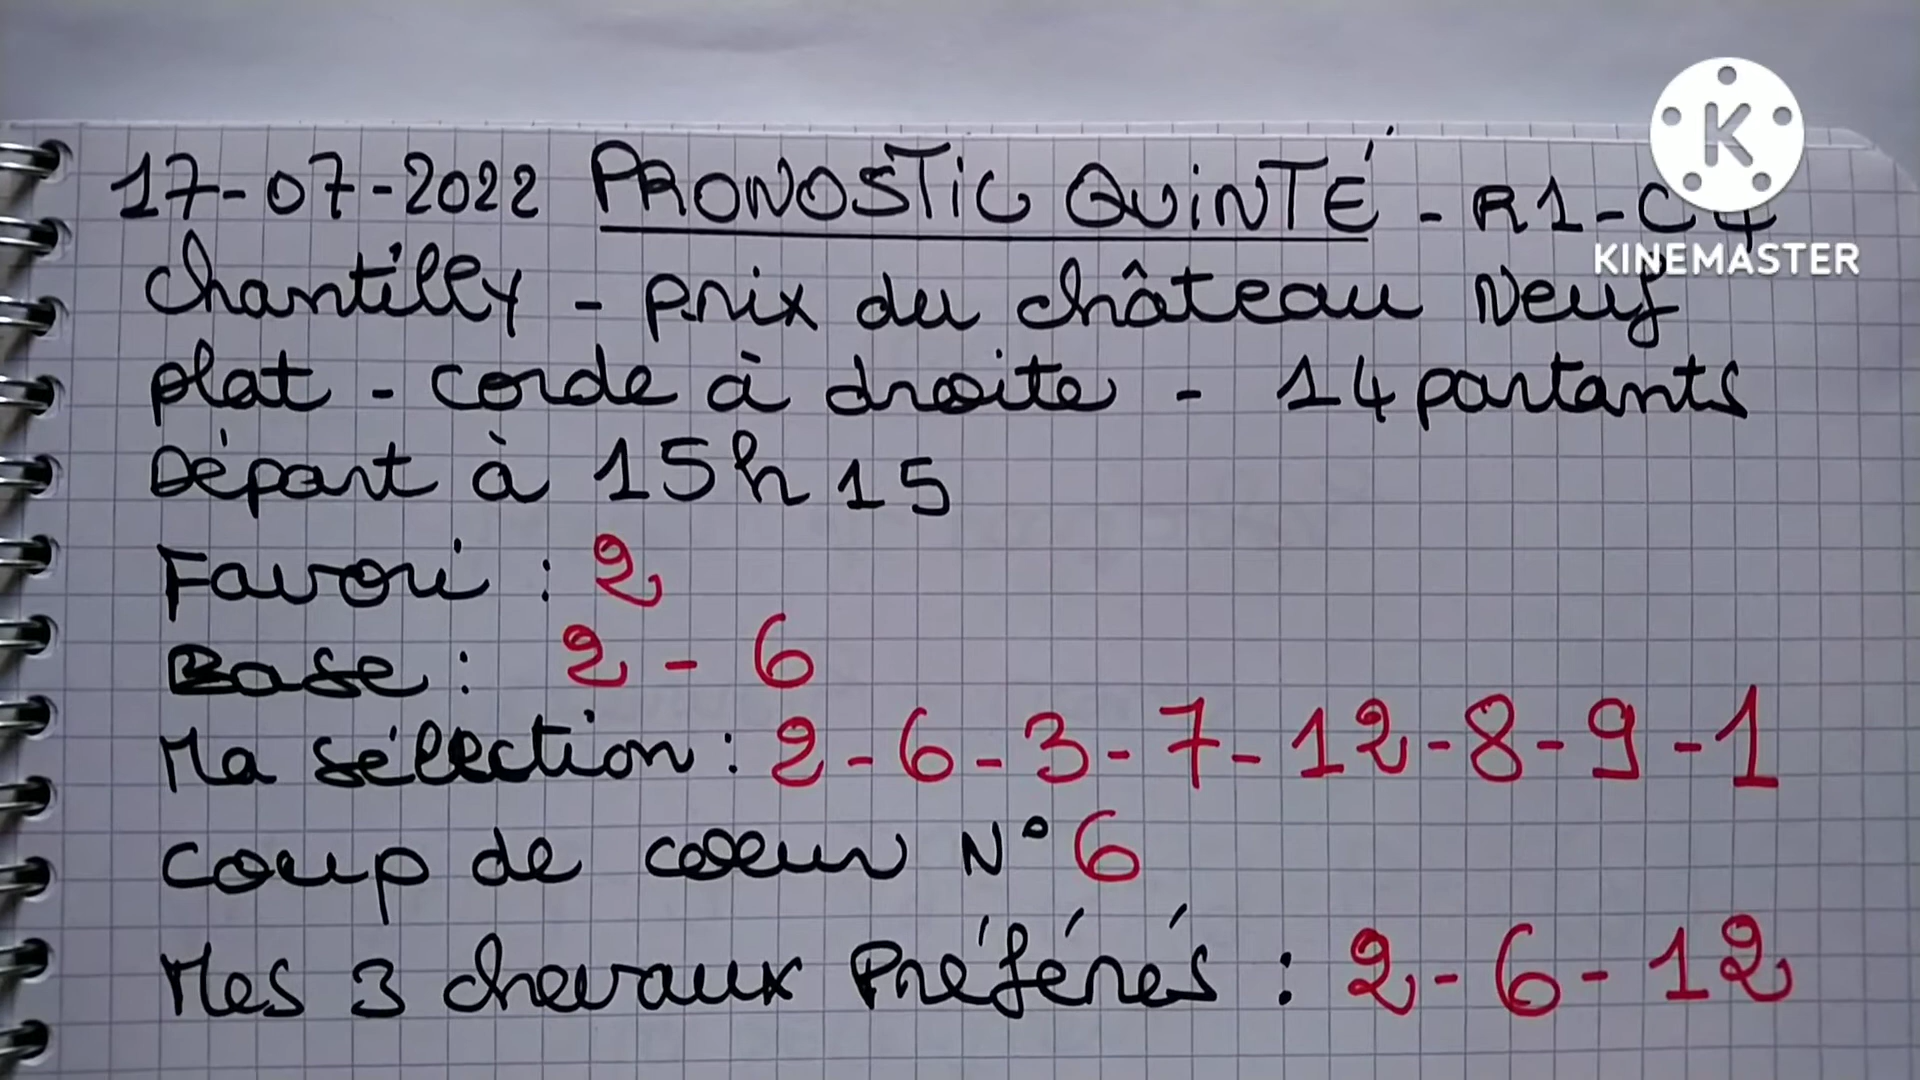 17-07-2022 PRONOSTIC QUINTÉ - R1-
KINEMASTER
Chantilly - prix du château Neuf
plat - corde à droite - 14 partants
Départ à 15h15
Favori : 2
Base : 2 - 6
Ma sélection : 2 - 6 - 3 - 7 - 12 - 8 - 9 - 1
Coup de coeur N° 6
Mes 3 chevaux Préférés : 2 - 6 - 12